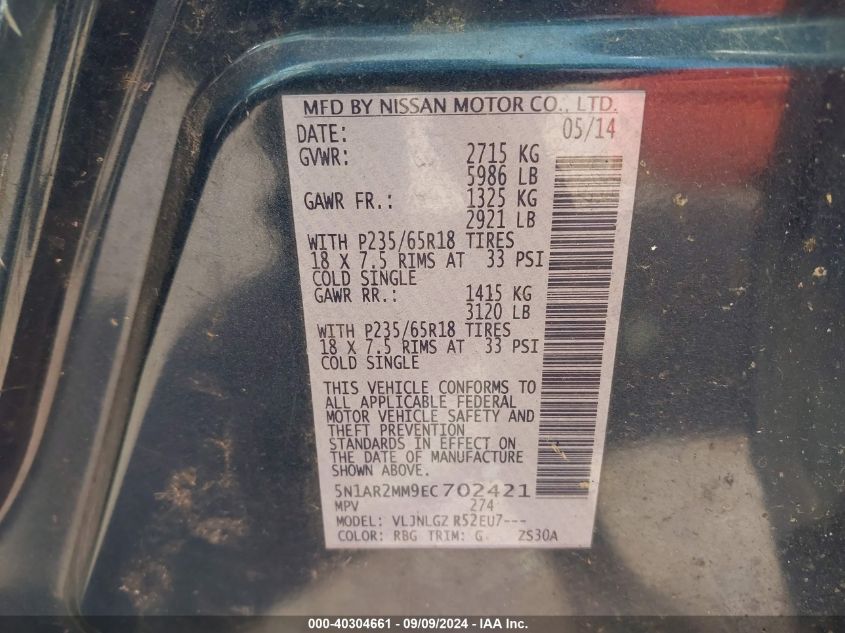 MFD BY NISSAN MOTOR CO., LTD.
DATE: 05/14
GVWR: 2715 KG
5986 LB
GAWR FR.: 1325 KG
2921 LB
WITH P235/65R18 TIRES
18 X 7.5 RIMS AT 33 PSI
COLD SINGLE
GAWR RR.: 1415 KG
3120 LB
WITH P235/65R18 TIRES
18 X 7.5 RIMS AT 33 PSI
COLD SINGLE
THIS VEHICLE CONFORMS TO
ALL APPLICABLE FEDERAL
MOTOR VEHICLE SAFETY AND
THEFT PREVENTION
STANDARDS IN EFFECT ON
THE DATE OF MANUFACTURE
SHOWN ABOVE.
5N1AR2MM9EC702421
MPV 274
MODEL: VLJNLGZ R52EU7---
COLOR: RBG TRIM: G ZS30A
000-40304661 - 09/09/2024 - IAA Inc.